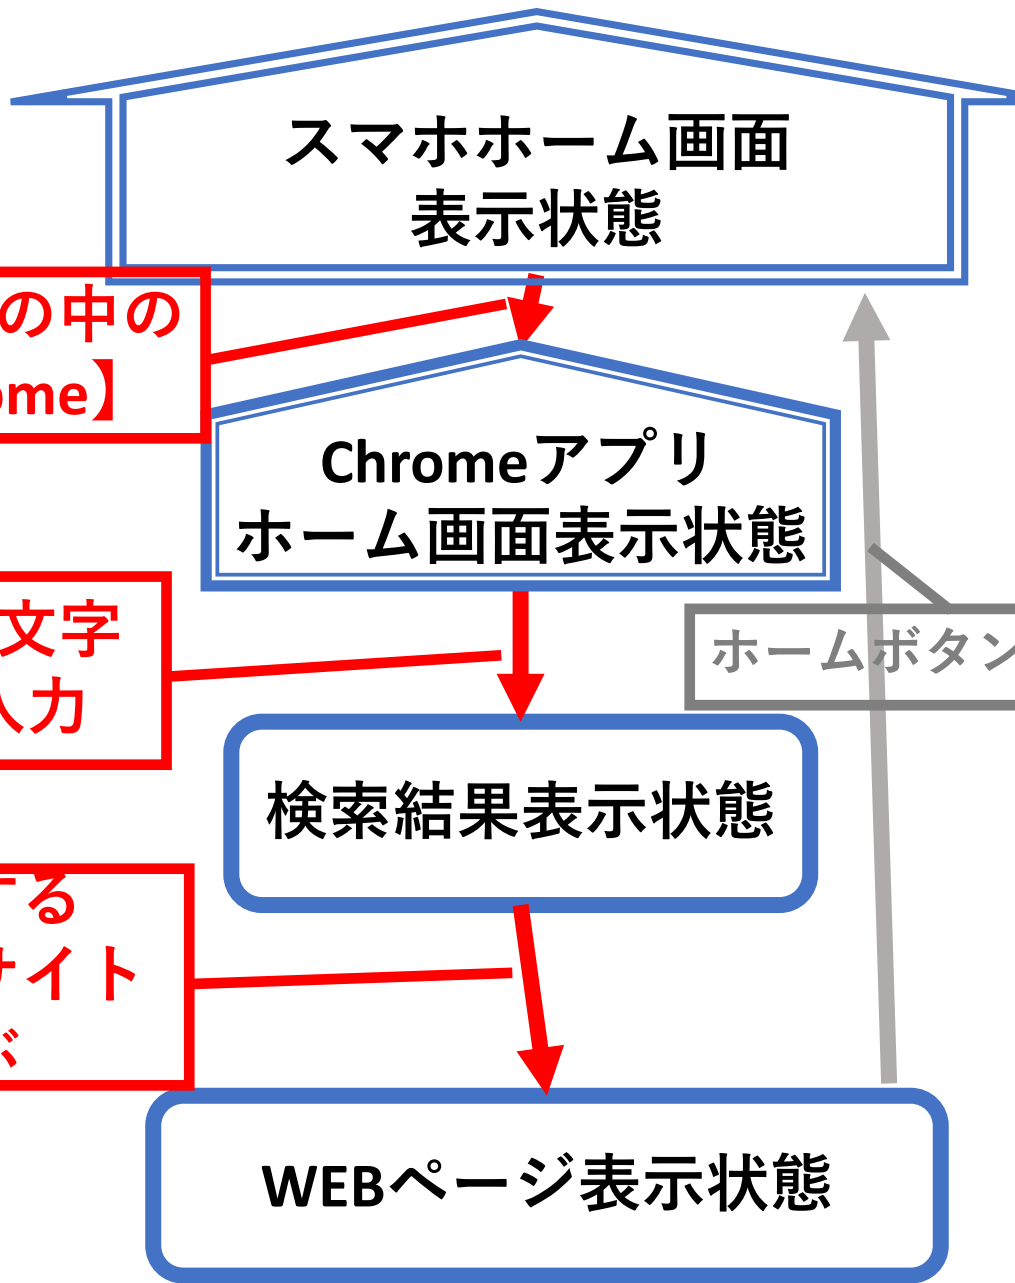 スマホホーム画面
表示状態
の中の
ome】
Chromeアプリ
ホーム画面表示状態
文字
入力
ホームボタン
検索結果表示状態
する
サイト
WEBページ表示状態